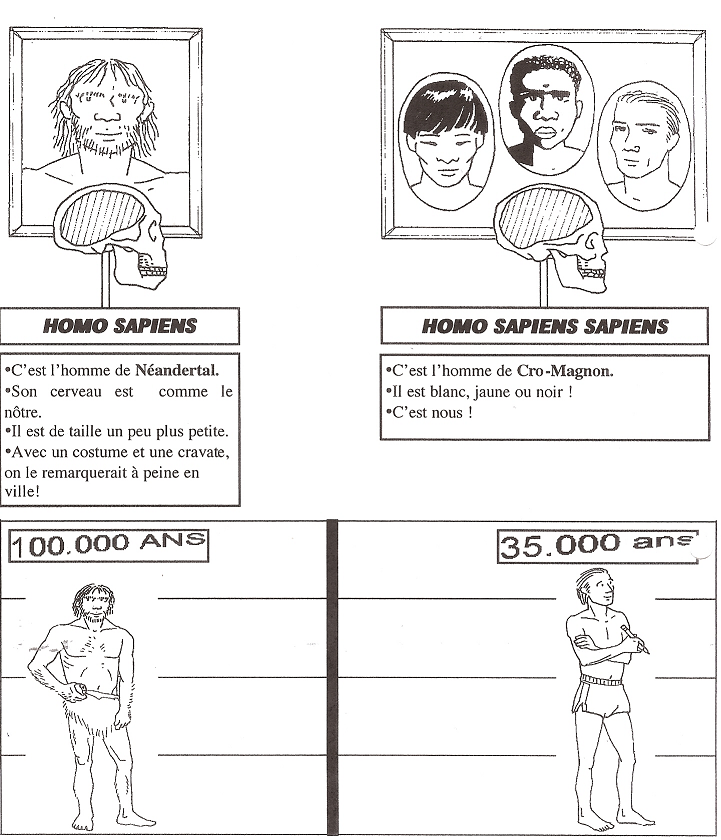 HOMO SAPIENS
•C'est l'homme de Néandertal.
•Son cerveau est comme le
nôtre.
•Il est de taille un peu plus petite.
•Avec un costume et une cravate,
on le remarquerait à peine en
ville!
HOMO SAPIENS SAPIENS
•C'est l'homme de Cro-Magnon.
•Il est blanc, jaune ou noir !
•C'est nous !
100.000 ANS
35.000 ans